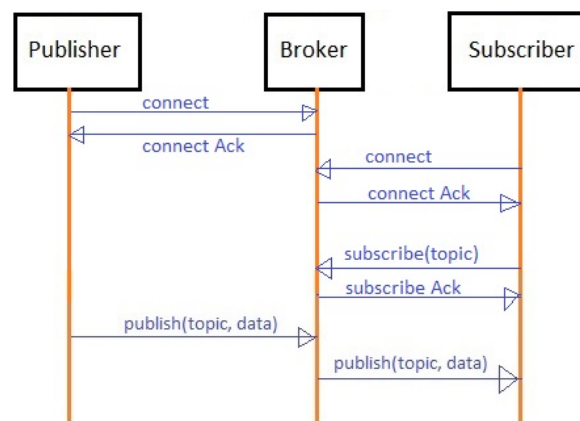 Publisher
Broker
Subscriber
connect
connect Ack
connect
connect Ack
subscribe(topic)
subscribe Ack
publish(topic, data)
publish(topic, data)